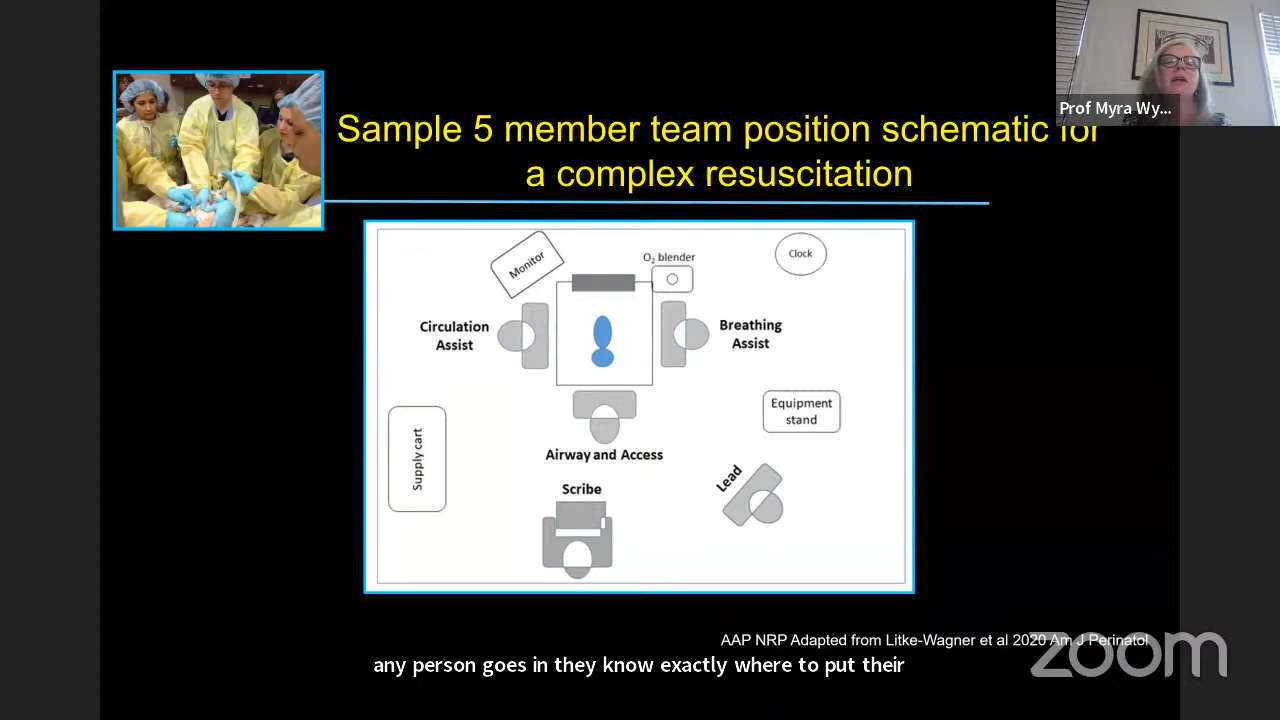 Prof Myra Wy...
Sample 5 member team position schematic for
a complex resuscitation
Monitor
O₂ blender
Clock
Circulation
Assist
Breathing
Assist
Equipment
stand
Supply cart
Airway and Access
Lead
Scribe
AAP NRP Adapted from Litke-Wagner et al 2020 Am J Perinatol
any person goes in they know exactly where to put their
zoom